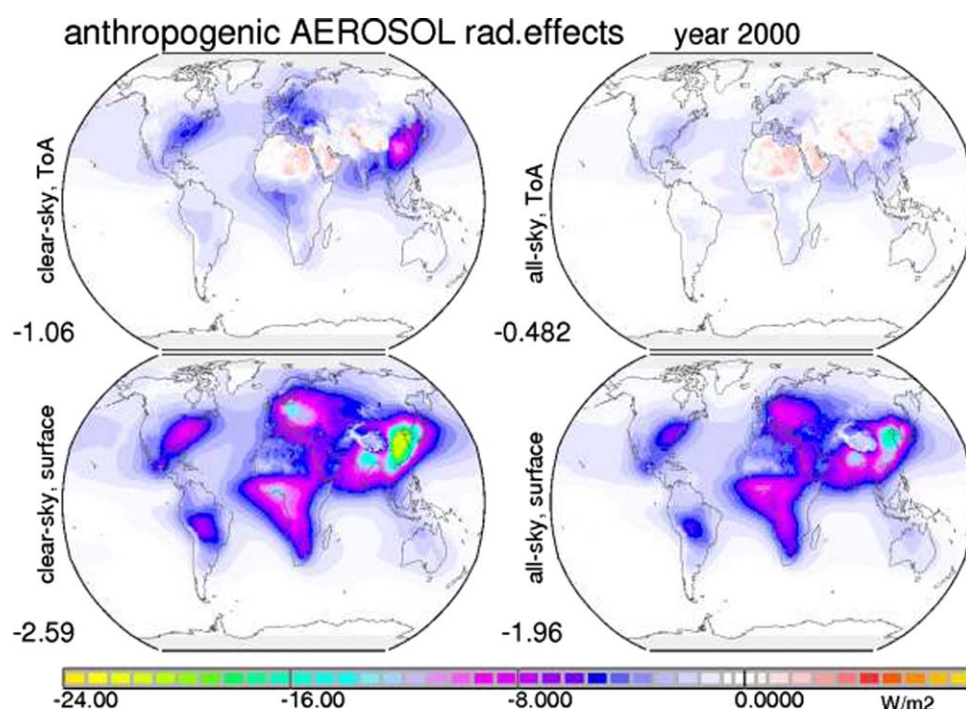 anthropogenic AEROSOL rad.effects year 2000
clear-sky, ToA
-1.06
all-sky, ToA
-0.482
clear-sky, surface
-2.59
all-sky, surface
-1.96
-24.00 -16.00 -8.000 0.0000 W/m2